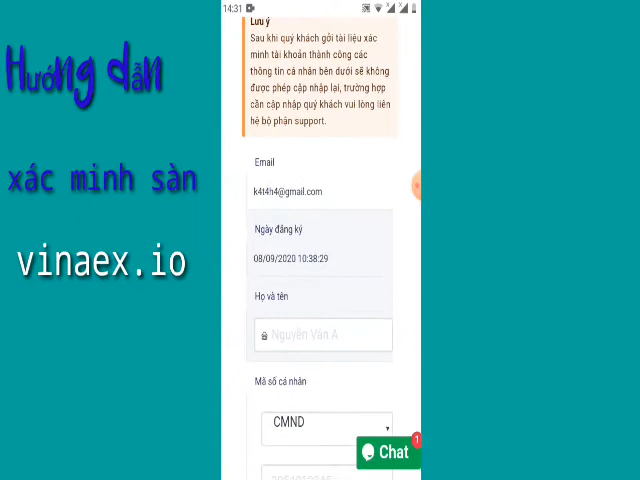 Hướng dẫn
xác minh sàn
vinaex.io
14:31
Lưu ý
Sau khi quý khách gởi tài liệu xác
minh tài khoản thành công các
thông tin cá nhân bên dưới sẽ không
được phép cập nhập lại, trường hợp
cần cập nhập quý khách vui lòng liên
hệ bộ phận support.
Email
k4t4h4@gmail.com
Ngày đăng ký
08/09/2020 10:38:29
Họ và tên
Nguyễn Văn A
Mã số cá nhân
CMND
Chat
1